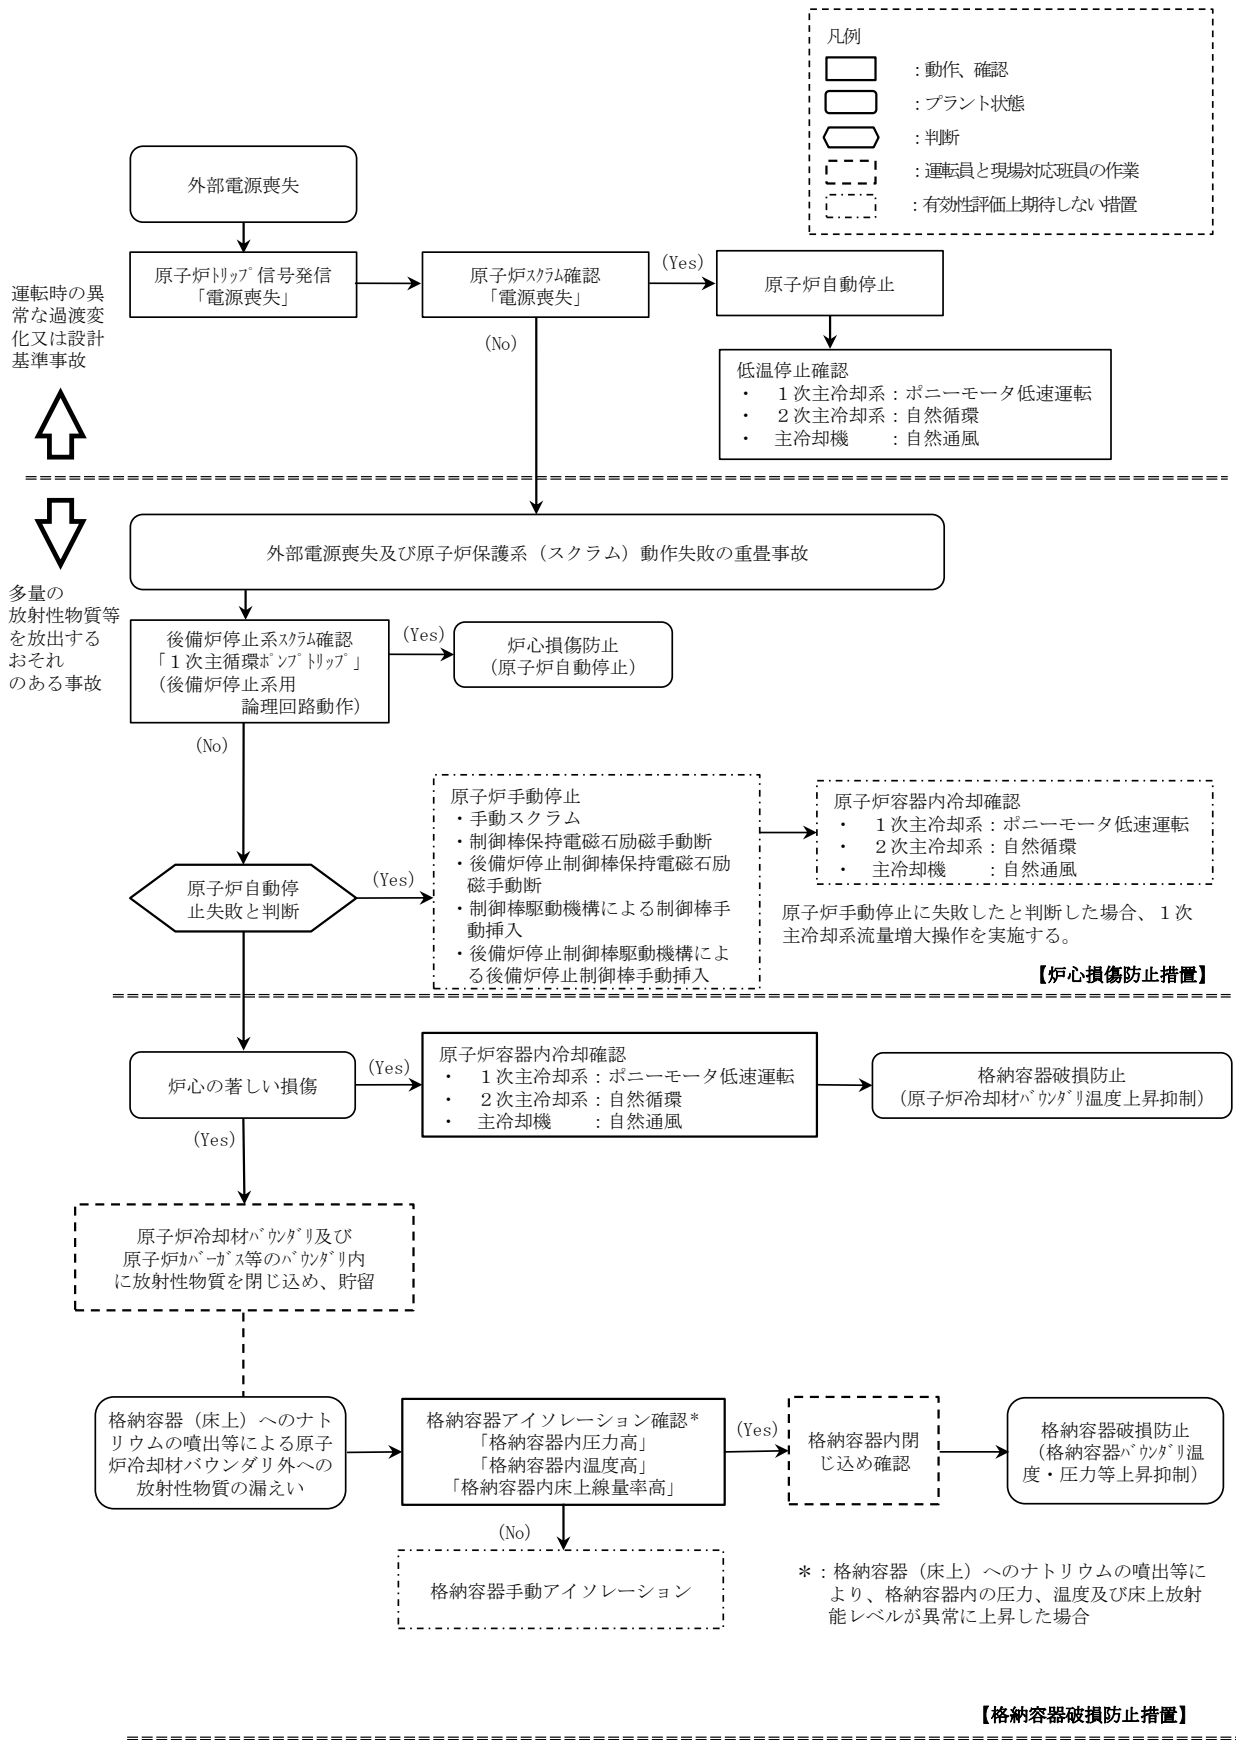 凡例
：動作、確認
：プラント状態
：判断
：運転員と現場対応班員の作業
：有効性評価上期待しない措置
外部電源喪失
原子炉ﾄﾘｯﾌﾟ信号発信
「電源喪失」
原子炉ｽｸﾗﾑ確認
「電源喪失」
(Yes)
原子炉自動停止
運転時の異
常な過渡変
化又は設計
基準事故
(No)
低温停止確認
・　１次主冷却系：ポニーモータ低速運転
・　２次主冷却系：自然循環
・　主冷却機　　：自然通風
外部電源喪失及び原子炉保護系（スクラム）動作失敗の重畳事故
多量の
放射性物質等
を放出する
おそれ
のある事故
後備炉停止系ｽｸﾗﾑ確認
「１次主循環ﾎﾟﾝﾌﾟﾄﾘｯﾌﾟ」
（後備炉停止系用
論理回路動作）
(Yes)
炉心損傷防止
（原子炉自動停止）
(No)
原子炉自動停
止失敗と判断
(Yes)
原子炉手動停止
・手動スクラム
・制御棒保持電磁石励磁手動断
・後備炉停止制御棒保持電磁石励
磁手動断
・制御棒駆動機構による制御棒手
動挿入
・後備炉停止制御棒駆動機構によ
る後備炉停止制御棒手動挿入
原子炉容器内冷却確認
・　１次主冷却系：ポニーモータ低速運転
・　２次主冷却系：自然循環
・　主冷却機　　：自然通風
原子炉手動停止に失敗したと判断した場合、１次
主冷却系流量増大操作を実施する。
【炉心損傷防止措置】
炉心の著しい損傷
(Yes)
原子炉容器内冷却確認
・　１次主冷却系：ポニーモータ低速運転
・　２次主冷却系：自然循環
・　主冷却機　　：自然通風
格納容器破損防止
（原子炉冷却材ﾊﾞｳﾝﾀﾞﾘ温度上昇抑制）
(Yes)
原子炉冷却材ﾊﾞｳﾝﾀﾞﾘ及び
原子炉ｶﾊﾞｰｶﾞｽ等のﾊﾞｳﾝﾀﾞﾘ内
に放射性物質を閉じ込め、貯留
格納容器（床上）へのナト
リウムの噴出等による原子
炉冷却材バウンダリ外への
放射性物質の漏えい
格納容器アイソレーション確認＊
「格納容器内圧力高」
「格納容器内温度高」
「格納容器内床上線量率高」
(Yes)
格納容器内閉
じ込め確認
格納容器破損防止
（格納容器ﾊﾞｳﾝﾀﾞﾘ温
度・圧力等上昇抑制）
(No)
格納容器手動アイソレーション
＊：格納容器（床上）へのナトリウムの噴出等に
より、格納容器内の圧力、温度及び床上放射
能レベルが異常に上昇した場合
【格納容器破損防止措置】